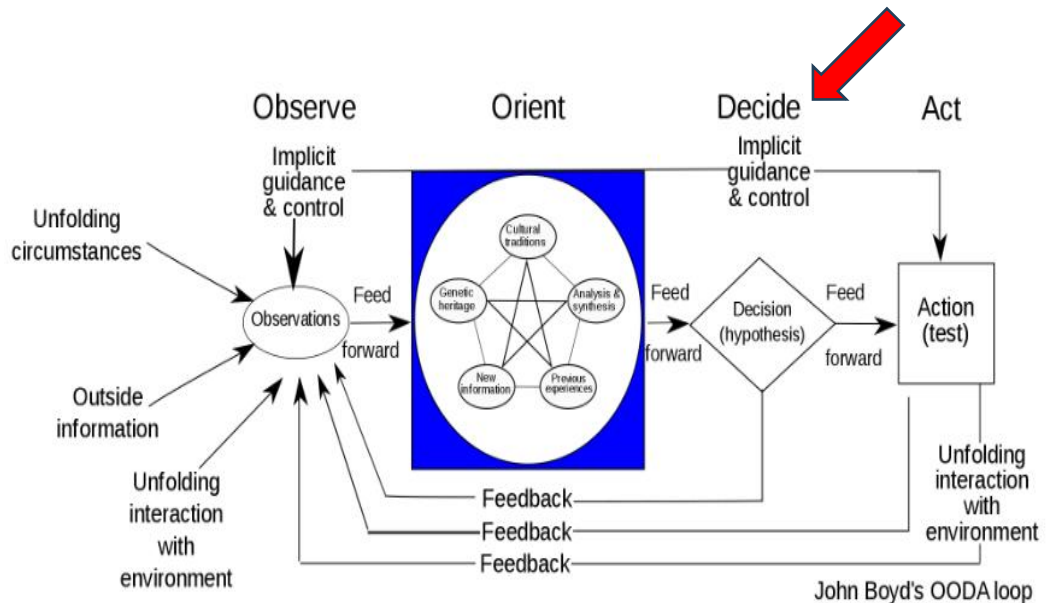 Observe
Orient
Decide
Act
Implicit
guidance
& control
Implicit
guidance
& control
Unfolding
circumstances
Outside
information
Unfolding
interaction
with
environment
Observations
Feed
forward
Cultural
traditions
Genetic
heritage
Analysis &
synthesis
New
information
Previous
experiences
Feed
forward
Decision
(hypothesis)
Feed
forward
Action
(test)
Unfolding
interaction
with
environment
Feedback
Feedback
Feedback
John Boyd's OODA loop